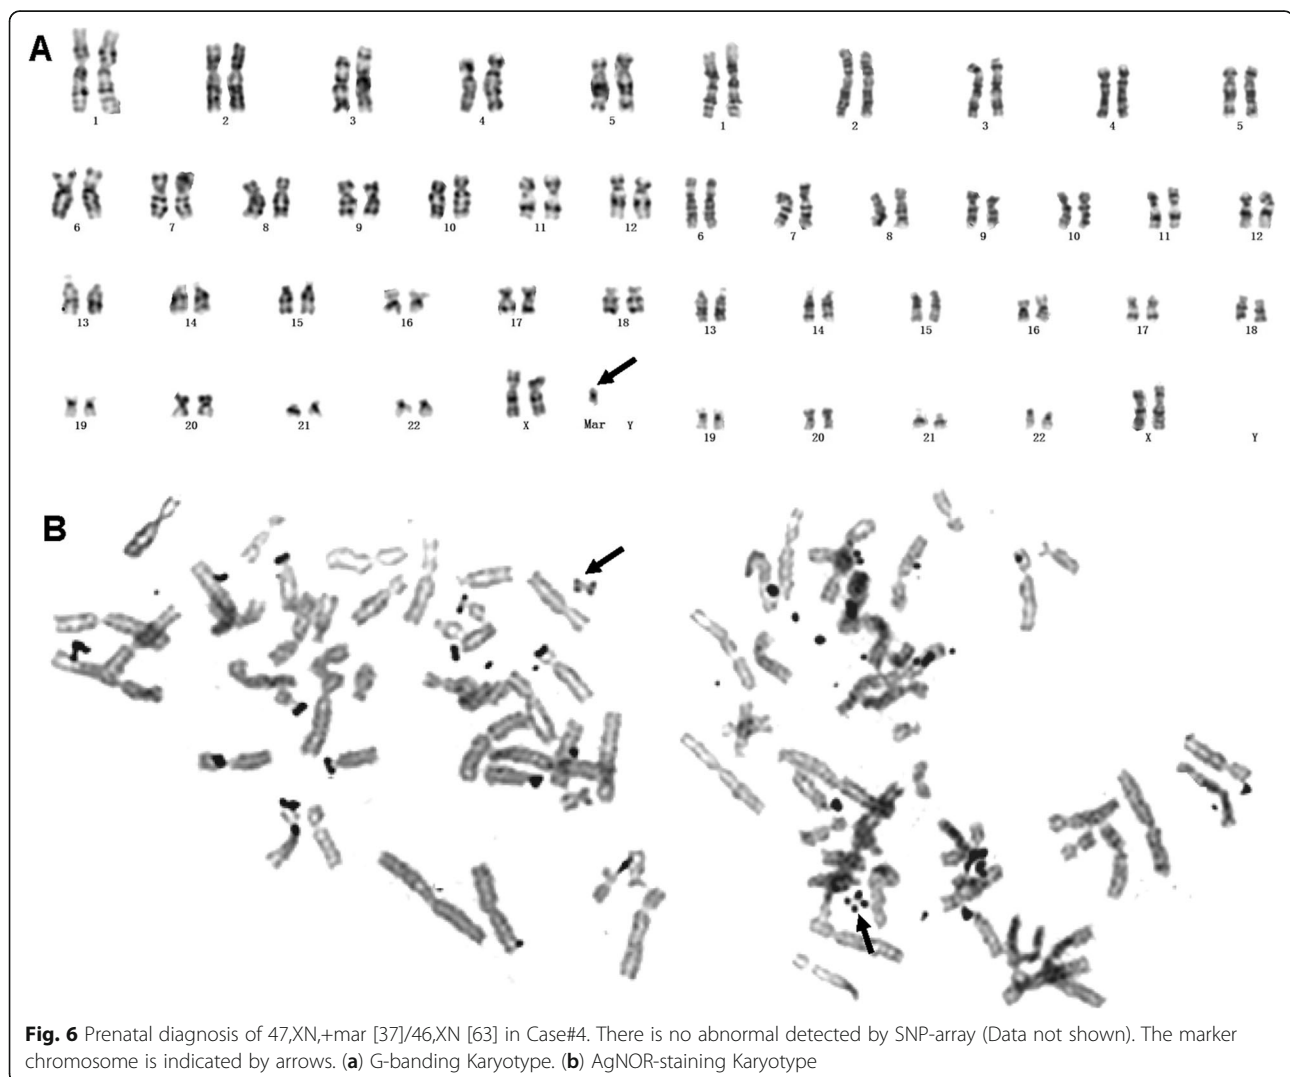 A
1 2 3 4 5 1 2 3 4 5
6 7 8 9 10 11 12 6 7 8 9 10 11 12
13 14 15 16 17 18 13 14 15 16 17 18
19 20 21 22 X Mar Y 19 20 21 22 X Y
B
Fig. 6 Prenatal diagnosis of 47,XN,+mar [37]/46,XN [63] in Case#4. There is no abnormal detected by SNP-array (Data not shown). The marker
chromosome is indicated by arrows. (a) G-banding Karyotype. (b) AgNOR-staining Karyotype